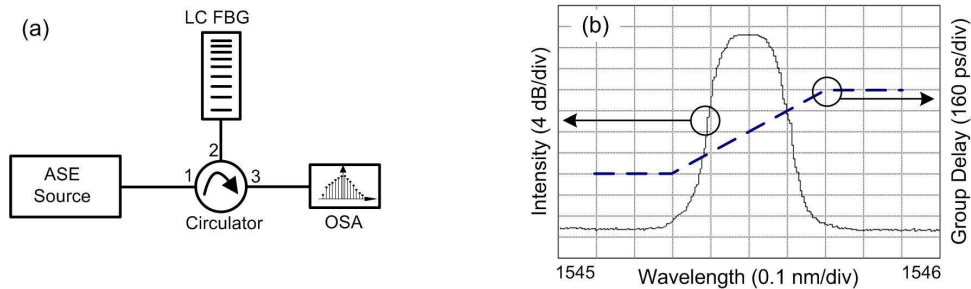 (a)
LC FBG
2
1
3
ASE
Source
Circulator
OSA
(b)
Intensity (4 dB/div)
Group Delay (160 ps/div)
1545
Wavelength (0.1 nm/div)
1546